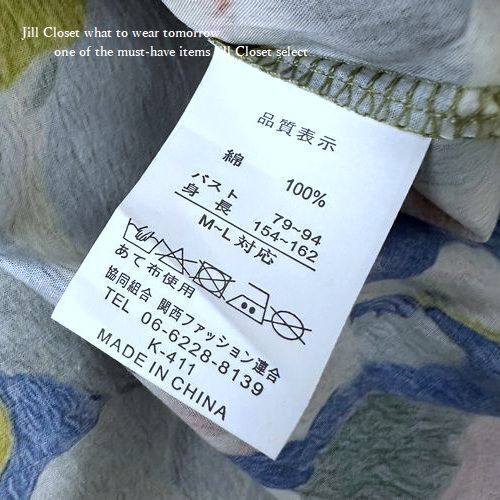 Jill Closet what to wear tomorrow
one of the must-have items Jill Closet select
品質表示
綿 100%
バスト 79~94
身長 154~162
M~L対応
あて布使用
協同組合 関西ファッション連合
TEL 06-6228-8139
K-411
MADE IN CHINA